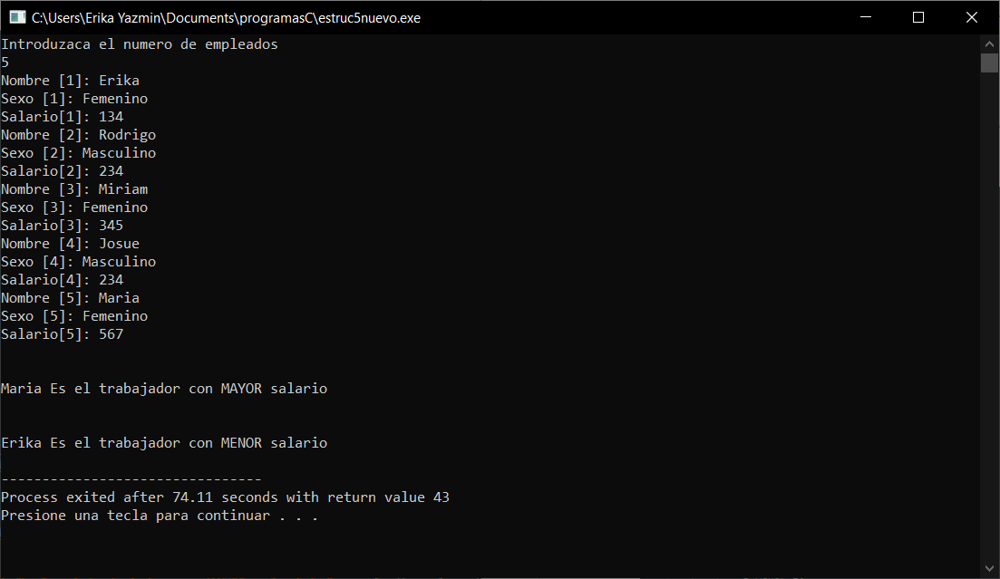 C:\Users\Erika Yazmin\Documents\programasC\estruc5nuevo.exe
Introduzaca el numero de empleados
5
Nombre [1]: Erika
Sexo [1]: Femenino
Salario[1]: 134
Nombre [2]: Rodrigo
Sexo [2]: Masculino
Salario[2]: 234
Nombre [3]: Miriam
Sexo [3]: Femenino
Salario[3]: 345
Nombre [4]: Josue
Sexo [4]: Masculino
Salario[4]: 234
Nombre [5]: Maria
Sexo [5]: Femenino
Salario[5]: 567
Maria Es el trabajador con MAYOR salario
Erika Es el trabajador con MENOR salario
--------------------------------
Process exited after 74.11 seconds with return value 43
Presione una tecla para continuar . . .